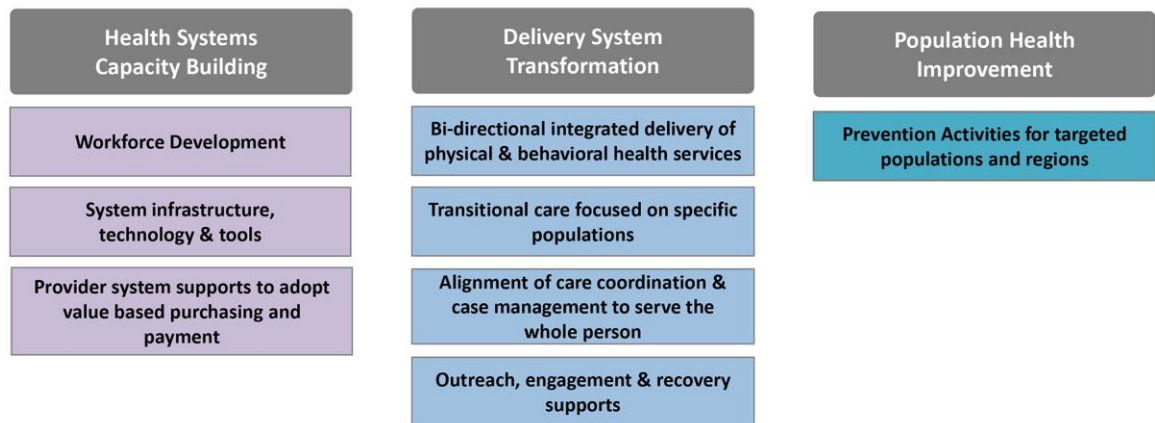 Health Systems
Capacity Building
Workforce Development
System infrastructure,
technology & tools
Provider system supports to adopt
value based purchasing and
payment
Delivery System
Transformation
Bi-directional integrated delivery of
physical & behavioral health services
Transitional care focused on specific
populations
Alignment of care coordination &
case management to serve the
whole person
Outreach, engagement & recovery
supports
Population Health
Improvement
Prevention Activities for targeted
populations and regions